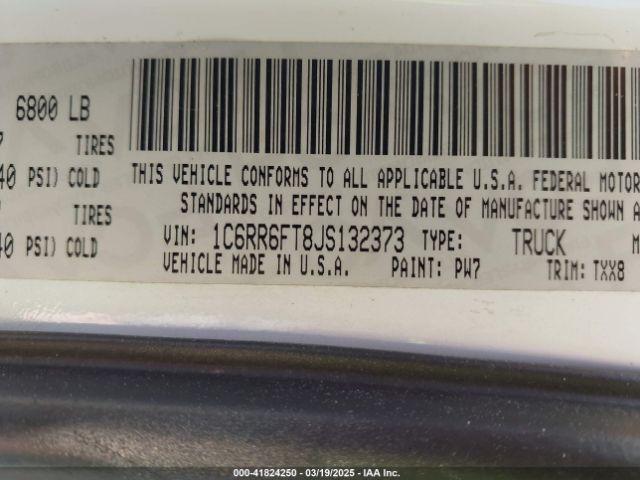 6800 LB
TIRES
40 PSI) COLD
TIRES
40 PSI) COLD
THIS VEHICLE CONFORMS TO ALL APPLICABLE U.S.A. FEDERAL MOTOR
STANDARDS IN EFFECT ON THE DATE OF MANUFACTURE SHOWN A
VIN: 1C6RR6FT8JS132373 TYPE: TRUCK M
VEHICLE MADE IN U.S.A. PAINT: PW7 TRIM: TXX8
000-41824250 - 03/19/2025 - IAA Inc.